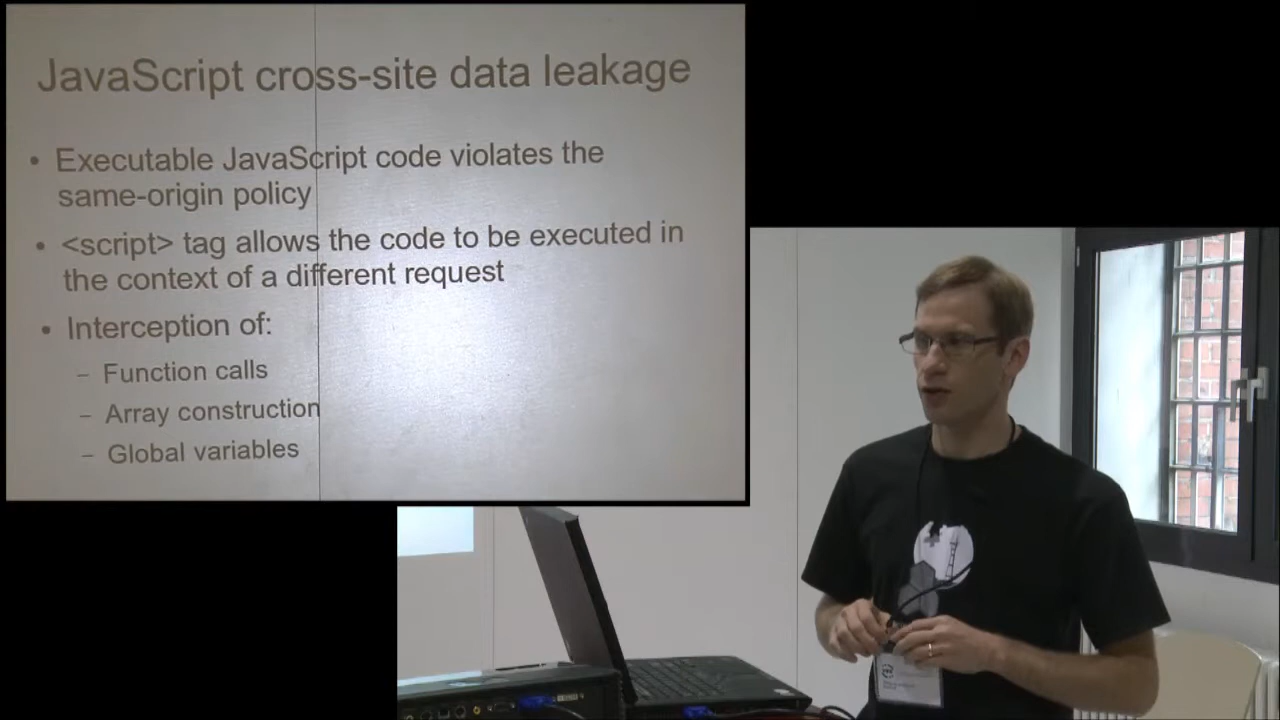 JavaScript cross-site data leakage
• Executable JavaScript code violates the
same-origin policy
• <script> tag allows the code to be executed in
the context of a different request
• Interception of:
– Function calls
– Array construction
– Global variables